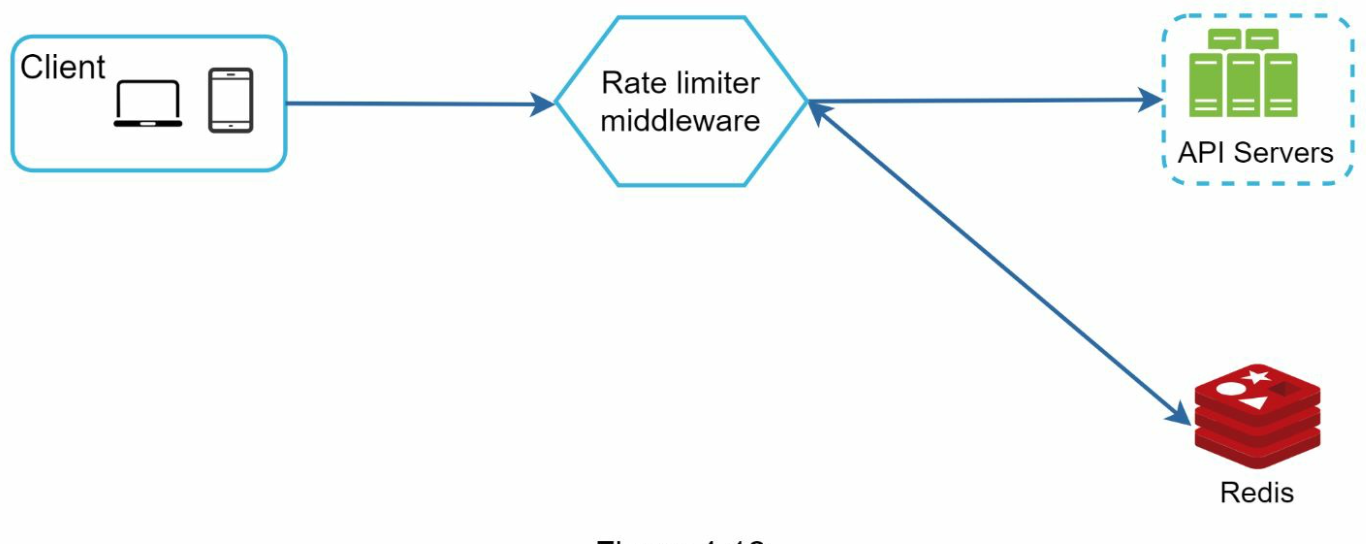 Client
Rate limiter
middleware
API Servers
Redis